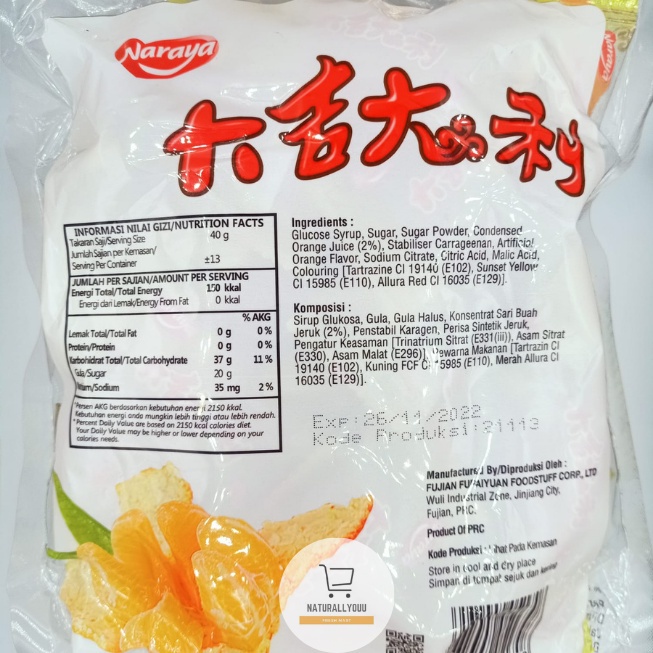 Naraya
大吉大利
INFORMASI NILAI GIZI/NUTRITION FACTS
Takaran Saji/Serving Size 40 g
Jumlah Sajian per Kemasan/
Serving Per Container ±13
JUMLAH PER SAJIAN/AMOUNT PER SERVING
Energi Total/Total Energy 150 kkal
Energi dari Lemak/Energy From Fat 0 kkal
% AKG
Lemak Total/Total Fat 0 g 0 %
Protein/Protein 0 g 0 %
Karbohidrat Total/Total Carbohydrate 37 g 11 %
Gula/Sugar 20 g
Natrium/Sodium 35 mg 2 %
*Persen AKG berdasarkan kebutuhan energi 2150 kkal.
Kebutuhan energi anda mungkin lebih tinggi atau lebih rendah.
*Percent Daily Value are based on 2150 kcal calories diet.
Your Daily Value may be higher or lower depending on your
calories needs.
Ingredients :
Glucose Syrup, Sugar, Sugar Powder, Condensed
Orange Juice (2%), Stabiliser Carrageenan, Artificial
Orange Flavor, Sodium Citrate, Citric Acid, Malic Acid,
Colouring [Tartrazine CI 19140 (E102), Sunset Yellow
CI 15985 (E110), Allura Red CI 16035 (E129)].
Komposisi :
Sirup Glukosa, Gula, Gula Halus, Konsentrat Sari Buah
Jeruk (2%), Penstabil Karagen, Perisa Sintetik Jeruk,
Pengatur Keasaman [Trinatrium Sitrat (E331(iii)), Asam Sitrat
(E330), Asam Malat (E296)], Pewarna Makanan [Tartrazin CI
19140 (E102), Kuning FCF CI 15985 (E110), Merah Allura CI
16035 (E129)].
Exp:26/11/2022
Kode Produksi:21113
Manufactured By/Diproduksi Oleh :
FUJIAN FUPAIYUAN FOODSTUFF CORP., LTD
Wuli Industrial Zone, Jinjiang City,
Fujian, PRC.
Product Of PRC
Kode Produksi : Lihat Pada Kemasan
Store in cool and dry place
Simpan di tempat sejuk dan kering
NATURALLYOUU